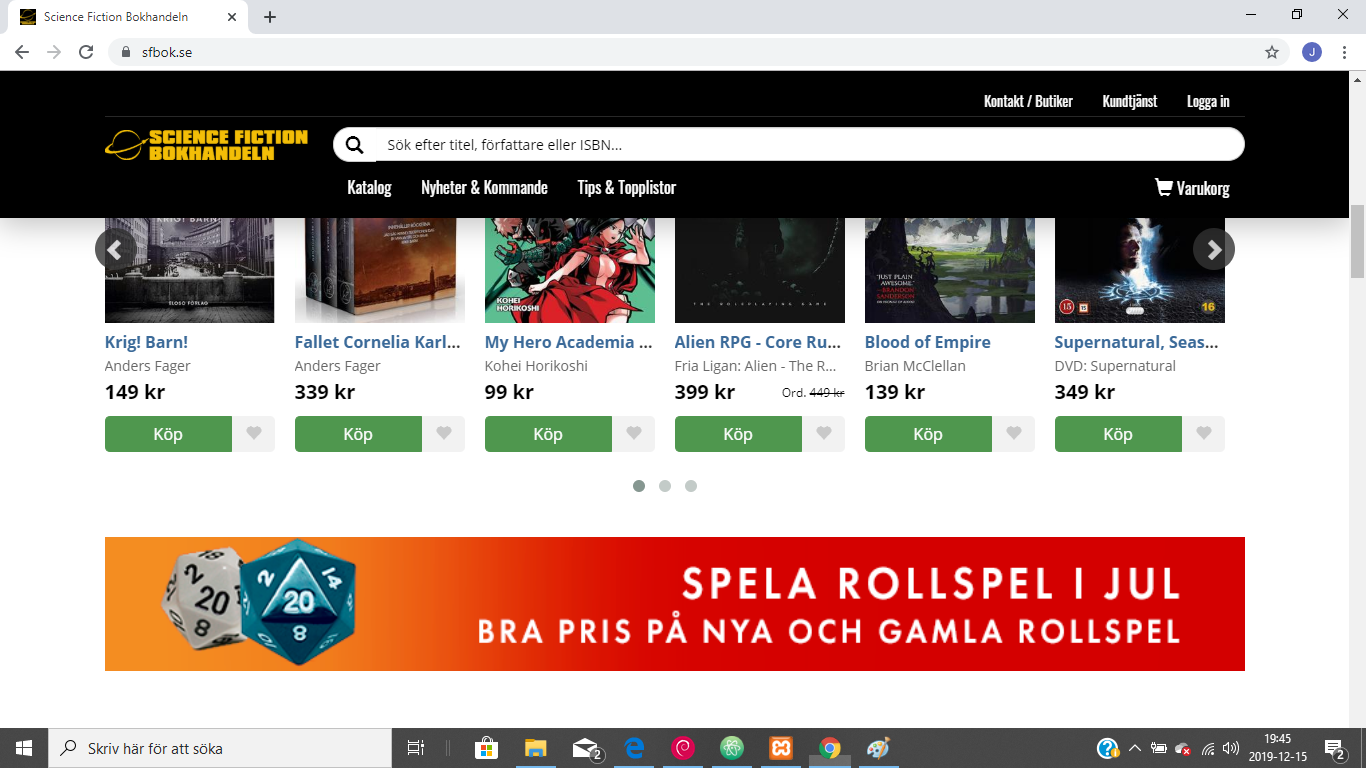 Science Fiction Bokhandeln
sfbok.se
J
Kontakt / Butiker Kundtjänst Logga in
SCIENCE FICTION
BOKHANDELN
Sök efter titel, författare eller ISBN...
Katalog Nyheter & Kommande Tips & Topplistor Varukorg
KRIG! BARN!
INNEHÅLLER BÖCKERNA
KOHEI
HORIKOSHI
THE ROLEPLAYING GAME
"JUST PLAIN
AWESOME."
—BRANDON
SANDERSON
15
16
Krig! Barn! Fallet Cornelia Karl... My Hero Academia ... Alien RPG - Core Ru... Blood of Empire Supernatural, Seas...
Anders Fager Anders Fager Kohei Horikoshi Fria Ligan: Alien - The R... Brian McClellan DVD: Supernatural
149 kr 339 kr 99 kr 399 kr Ord. 449 kr 139 kr 349 kr
Köp Köp Köp Köp Köp Köp
2 20 8 2 14 20 8
SPELA ROLLSPEL I JUL
BRA PRIS PÅ NYA OCH GAMLA ROLLSPEL
Skriv här för att söka
2
19:45
2019-12-15
2